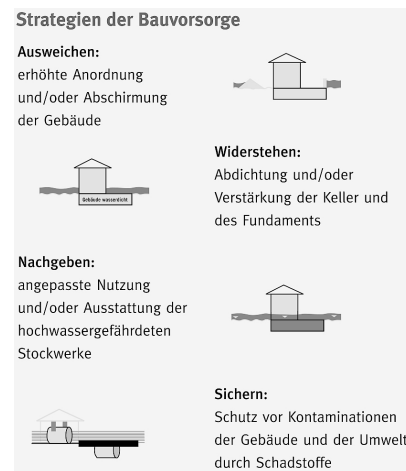 Strategien der Bauvorsorge
Ausweichen:
erhöhte Anordnung
und/oder Abschirmung
der Gebäude
Widerstehen:
Abdichtung und/oder
Verstärkung der Keller und
des Fundaments
Gebäude wasserdicht
Nachgeben:
angepasste Nutzung
und/oder Ausstattung der
hochwassergefährdeten
Stockwerke
Sichern:
Schutz vor Kontaminationen
der Gebäude und der Umwelt
durch Schadstoffe